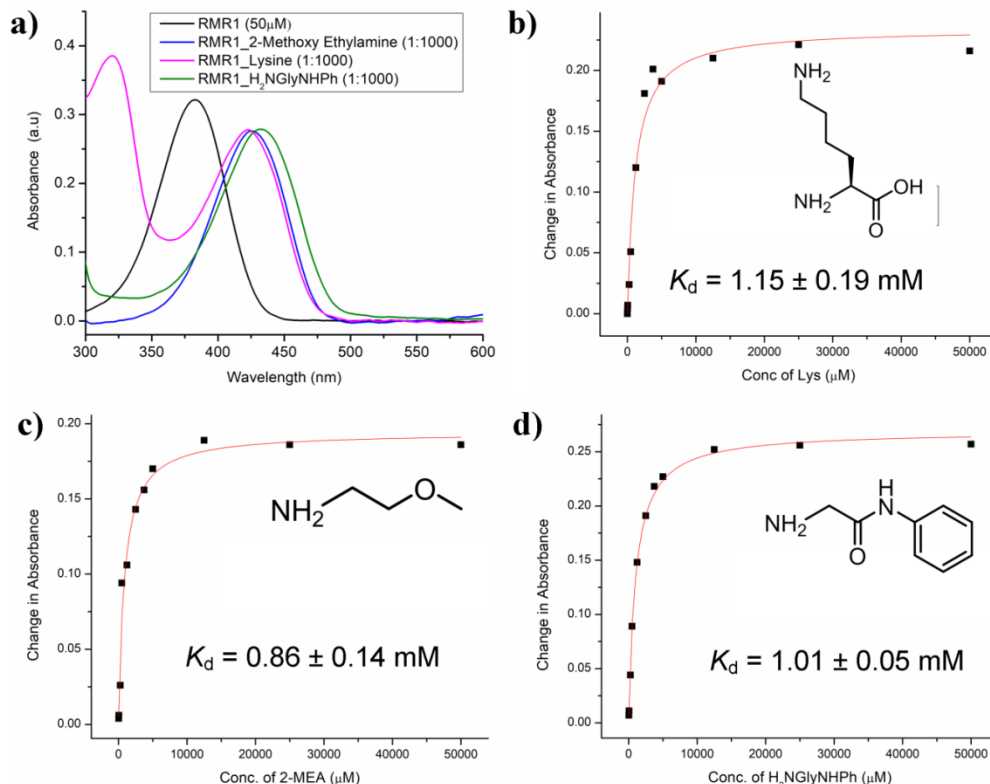 a)
RMR1 (50μM)
RMR1_2-Methoxy Ethylamine (1:1000)
RMR1_Lysine (1:1000)
RMR1_H₂NGlyNHPh (1:1000)
Absorbance (a.u)
0.4
0.3
0.2
0.1
0.0
300 350 400 450 500 550 600
Wavelength (nm)
b)
Change in Absorbance
0.20
0.15
0.10
0.05
0.00
NH₂
NH₂
OH
O
K_d = 1.15 ± 0.19 mM
0 10000 20000 30000 40000 50000
Conc of Lys (μM)
c)
Change in Absorbance
0.20
0.15
0.10
0.05
0.00
NH₂
O
K_d = 0.86 ± 0.14 mM
0 10000 20000 30000 40000 50000
Conc. of 2-MEA (μM)
d)
Change in Absorbance
0.30
0.25
0.20
0.15
0.10
0.05
0.00
H
N
NH₂
O
K_d = 1.01 ± 0.05 mM
0 10000 20000 30000 40000 50000
Conc. of H₂NGlyNHPh (μM)